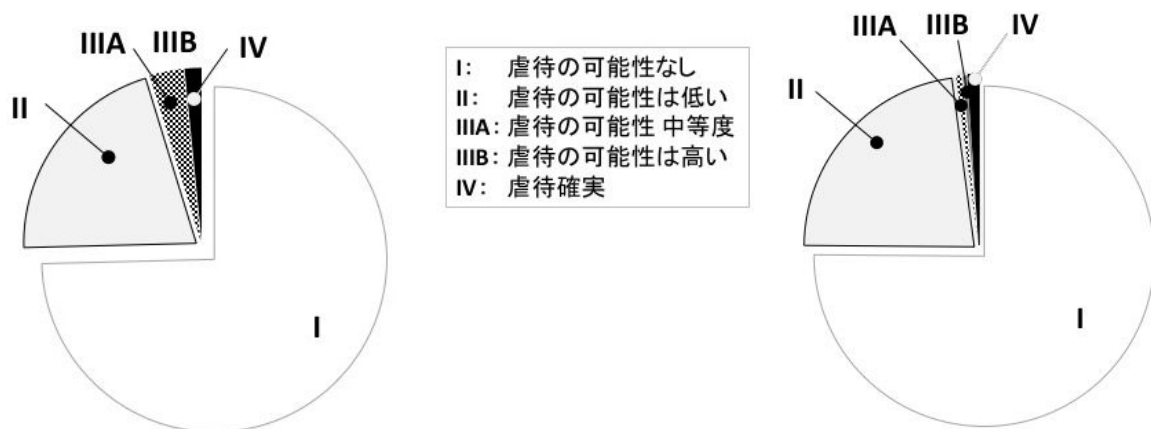 IIIA IIIB IV
II
I
I: 虐待の可能性なし
II: 虐待の可能性は低い
IIIA: 虐待の可能性 中等度
IIIB: 虐待の可能性は高い
IV: 虐待確実
IIIA IIIB IV
II
I